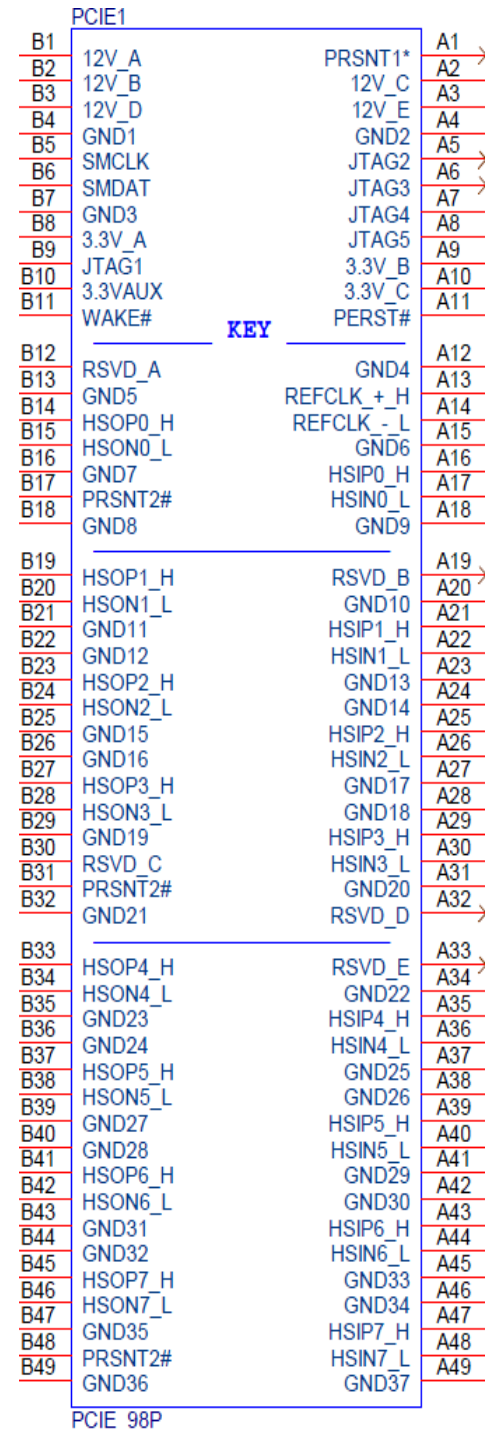 PCIE1
B1 12V_A PRSNT1* A1
B2 12V_B 12V_C A2
B3 12V_D 12V_E A3
B4 GND1 GND2 A4
B5 SMCLK JTAG2 A5
B6 SMDAT JTAG3 A6
B7 GND3 JTAG4 A7
B8 3.3V_A JTAG5 A8
B9 JTAG1 3.3V_B A9
B10 3.3VAUX 3.3V_C A10
B11 WAKE# PERST# A11
KEY
B12 RSVD_A GND4 A12
B13 GND5 REFCLK_+_H A13
B14 HSOP0_H REFCLK_-_L A14
B15 HSON0_L GND6 A15
B16 GND7 HSIP0_H A16
B17 PRSNT2# HSIN0_L A17
B18 GND8 GND9 A18
B19 HSOP1_H RSVD_B A19
B20 HSON1_L GND10 A20
B21 GND11 HSIP1_H A21
B22 GND12 HSIN1_L A22
B23 HSOP2_H GND13 A23
B24 HSON2_L GND14 A24
B25 GND15 HSIP2_H A25
B26 GND16 HSIN2_L A26
B27 HSOP3_H GND17 A27
B28 HSON3_L GND18 A28
B29 GND19 HSIP3_H A29
B30 RSVD_C HSIN3_L A30
B31 PRSNT2# GND20 A31
B32 GND21 RSVD_D A32
B33 HSOP4_H RSVD_E A33
B34 HSON4_L GND22 A34
B35 GND23 HSIP4_H A35
B36 GND24 HSIN4_L A36
B37 HSOP5_H GND25 A37
B38 HSON5_L GND26 A38
B39 GND27 HSIP5_H A39
B40 GND28 HSIN5_L A40
B41 HSOP6_H GND29 A41
B42 HSON6_L GND30 A42
B43 GND31 HSIP6_H A43
B44 GND32 HSIN6_L A44
B45 HSOP7_H GND33 A45
B46 HSON7_L GND34 A46
B47 GND35 HSIP7_H A47
B48 PRSNT2# HSIN7_L A48
B49 GND36 GND37 A49
PCIE_98P